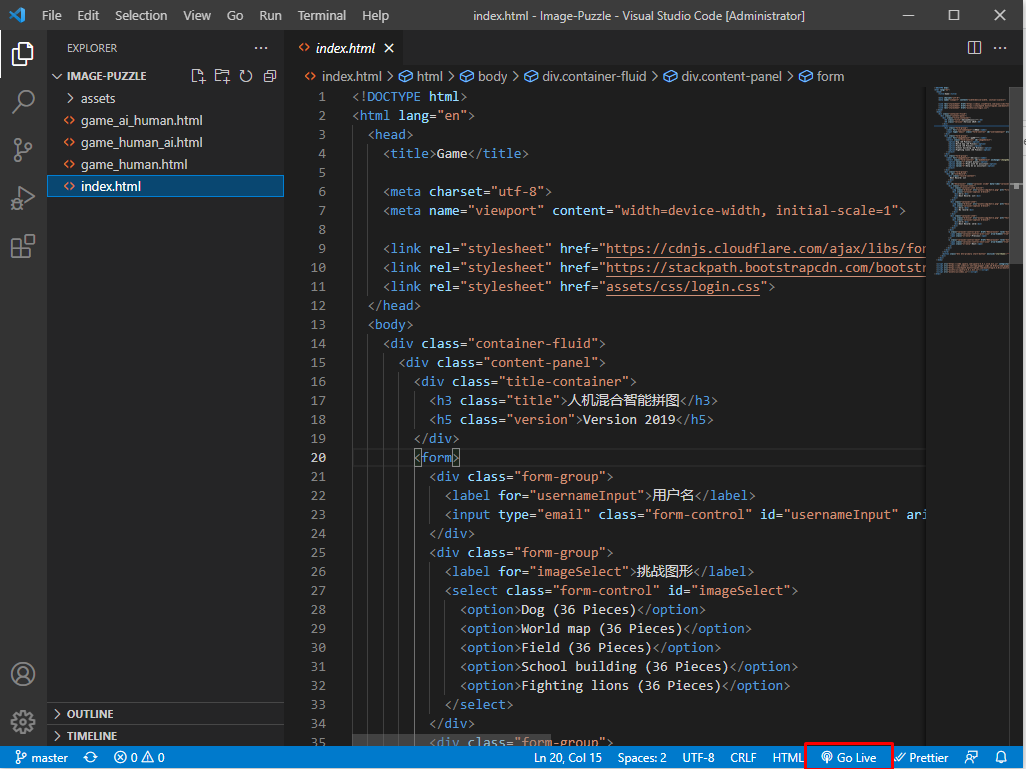 File Edit Selection View Go Run Terminal Help index.html - Image-Puzzle - Visual Studio Code [Administrator]
EXPLORER
IMAGE-PUZZLE
assets
game_ai_human.html
game_human_ai.html
game_human.html
index.html
OUTLINE
TIMELINE
index.html
index.html > html > body > div.container-fluid > div.content-panel > form
1 <!DOCTYPE html>
2 <html lang="en">
3 <head>
4 <title>Game</title>
5
6 <meta charset="utf-8">
7 <meta name="viewport" content="width=device-width, initial-scale=1">
8
9 <link rel="stylesheet" href="https://cdnjs.cloudflare.com/ajax/libs/for
10 <link rel="stylesheet" href="https://stackpath.bootstrapcdn.com/bootstr
11 <link rel="stylesheet" href="assets/css/login.css">
12 </head>
13 <body>
14 <div class="container-fluid">
15 <div class="content-panel">
16 <div class="title-container">
17 <h3 class="title">人机混合智能拼图</h3>
18 <h5 class="version">Version 2019</h5>
19 </div>
20 <form>
21 <div class="form-group">
22 <label for="usernameInput">用户名</label>
23 <input type="email" class="form-control" id="usernameInput" ari
24 </div>
25 <div class="form-group">
26 <label for="imageSelect">挑战图形</label>
27 <select class="form-control" id="imageSelect">
28 <option>Dog (36 Pieces)</option>
29 <option>World map (36 Pieces)</option>
30 <option>Field (36 Pieces)</option>
31 <option>School building (36 Pieces)</option>
32 <option>Fighting lions (36 Pieces)</option>
33 </select>
34 </div>
35 <div class="form-group">
master 0 0 Ln 20, Col 15 Spaces: 2 UTF-8 CRLF HTML Go Live Prettier